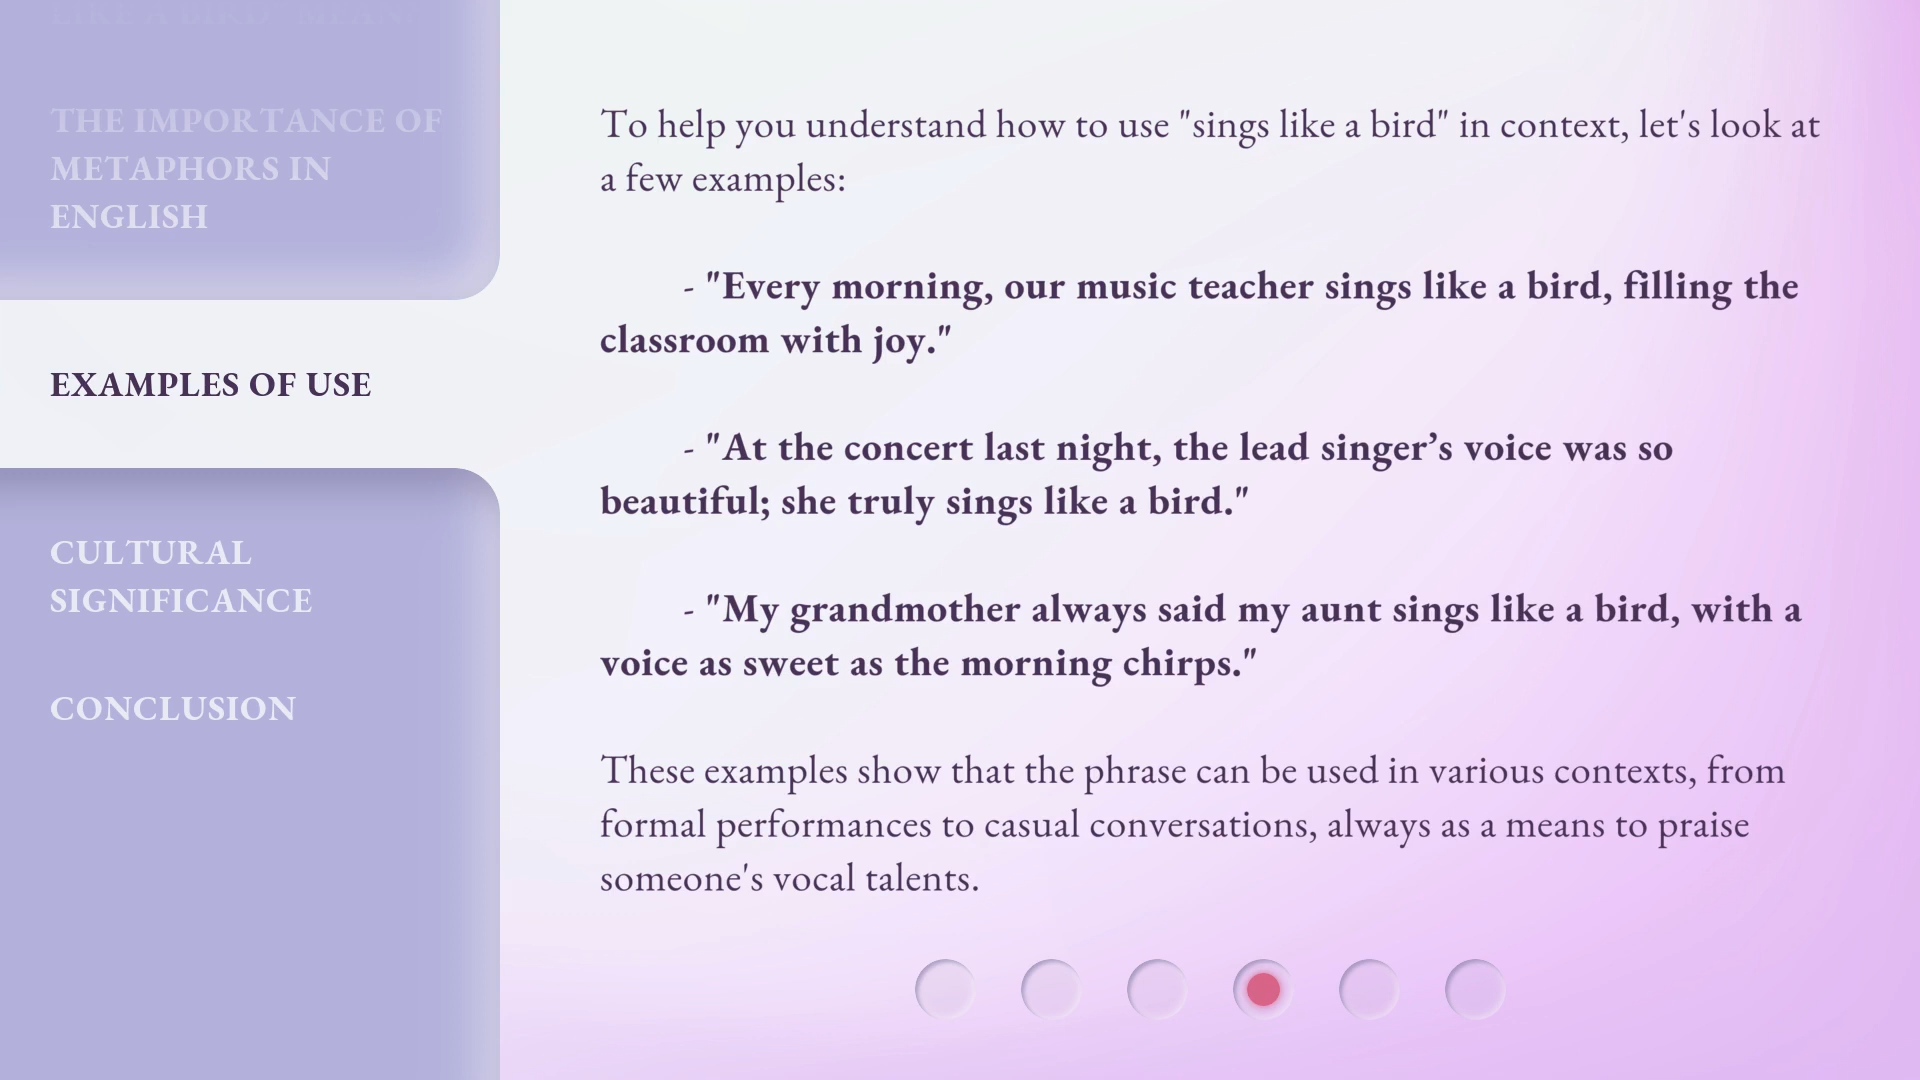 LIKE A BIRD" MEAN
THE IMPORTANCE OF
METAPHORS IN
ENGLISH
EXAMPLES OF USE
CULTURAL
SIGNIFICANCE
CONCLUSION
To help you understand how to use "sings like a bird" in context, let's look at
a few examples:
- "Every morning, our music teacher sings like a bird, filling the
classroom with joy."
- "At the concert last night, the lead singer’s voice was so
beautiful; she truly sings like a bird."
- "My grandmother always said my aunt sings like a bird, with a
voice as sweet as the morning chirps."
These examples show that the phrase can be used in various contexts, from
formal performances to casual conversations, always as a means to praise
someone's vocal talents.